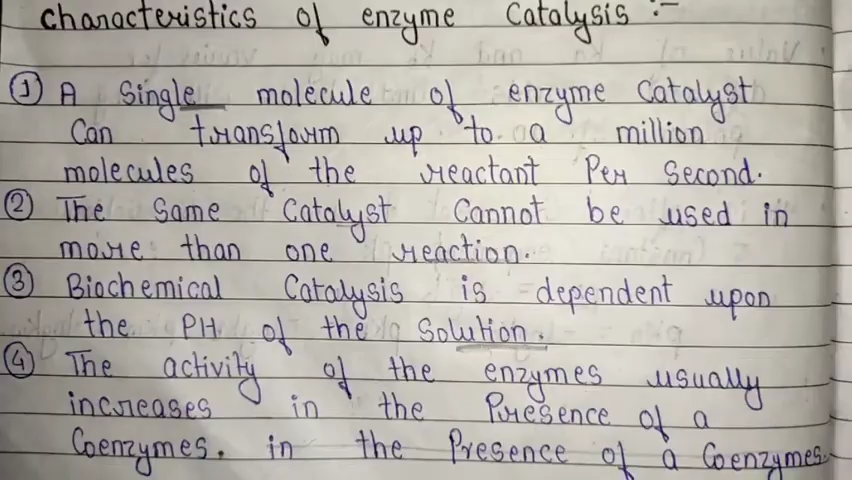 characteristics of enzyme Catalysis :-
① A Single molecule of enzyme Catalyst
Can transform up to a million
molecules of the reactant Per Second.
② The Same Catalyst Cannot be used in
more than one reaction.
③ Biochemical Catalysis is dependent upon
the PH of the Solution.
④ The activity of the enzymes usually
increases in the Presence of a
Coenzymes. in the Presence of a Coenzymes.